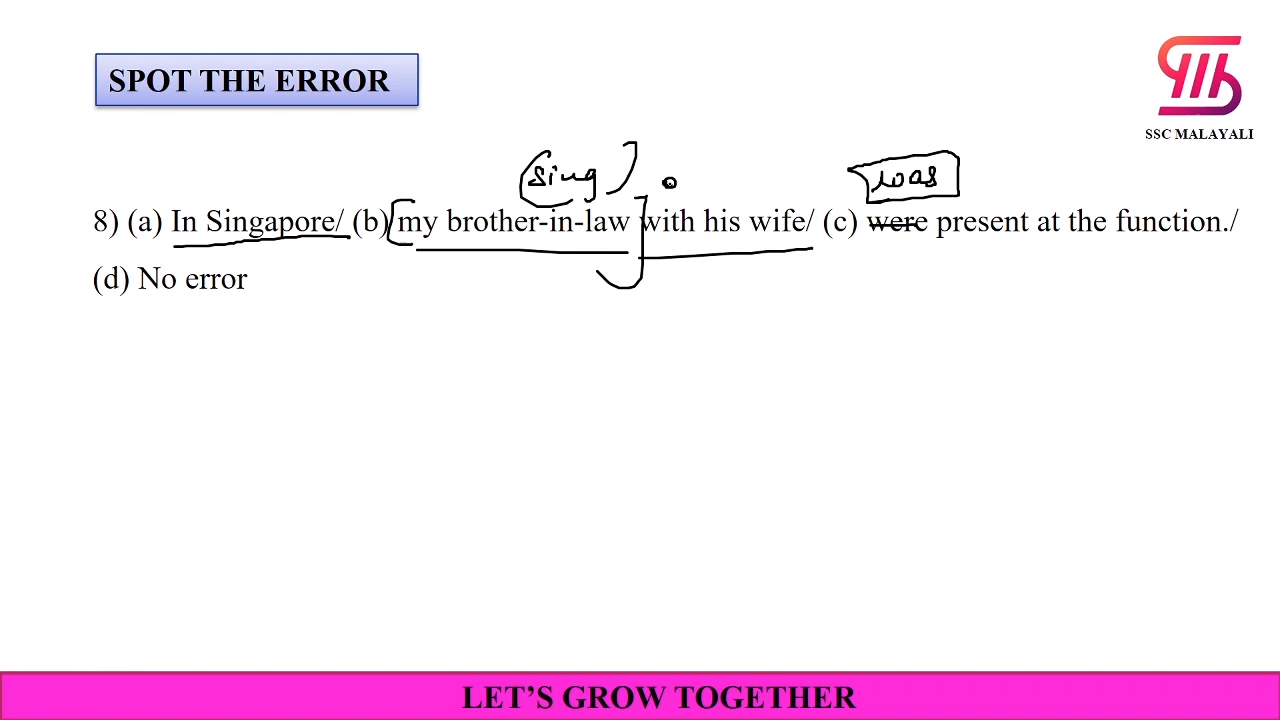 SPOT THE ERROR
SSC MALAYALI
Sing
was
8) (a) In Singapore/ (b) my brother-in-law with his wife/ (c) were present at the function./
(d) No error
LET’S GROW TOGETHER